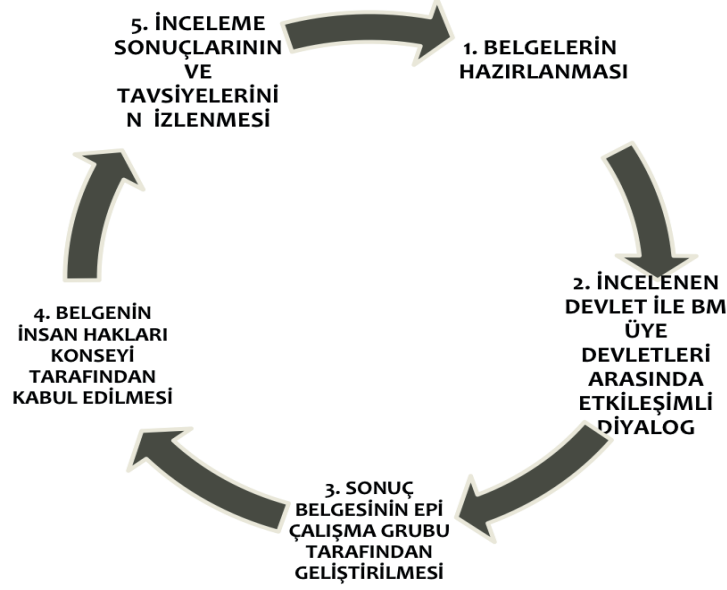 1. BELGELERİN
HAZIRLANMASI
2. İNCELENEN
DEVLET İLE BM
ÜYE
DEVLETLERİ
ARASINDA
ETKİLEŞİMLİ
DİYALOG
3. SONUÇ
BELGESİNİN EPİ
ÇALIŞMA GRUBU
TARAFINDAN
GELİŞTİRİLMESİ
4. BELGENİN
İNSAN HAKLARI
KONSEYİ
TARAFINDAN
KABUL EDİLMESİ
5. İNCELEME
SONUÇLARININ
VE
TAVSİYELERİNİ
N İZLENMESİ